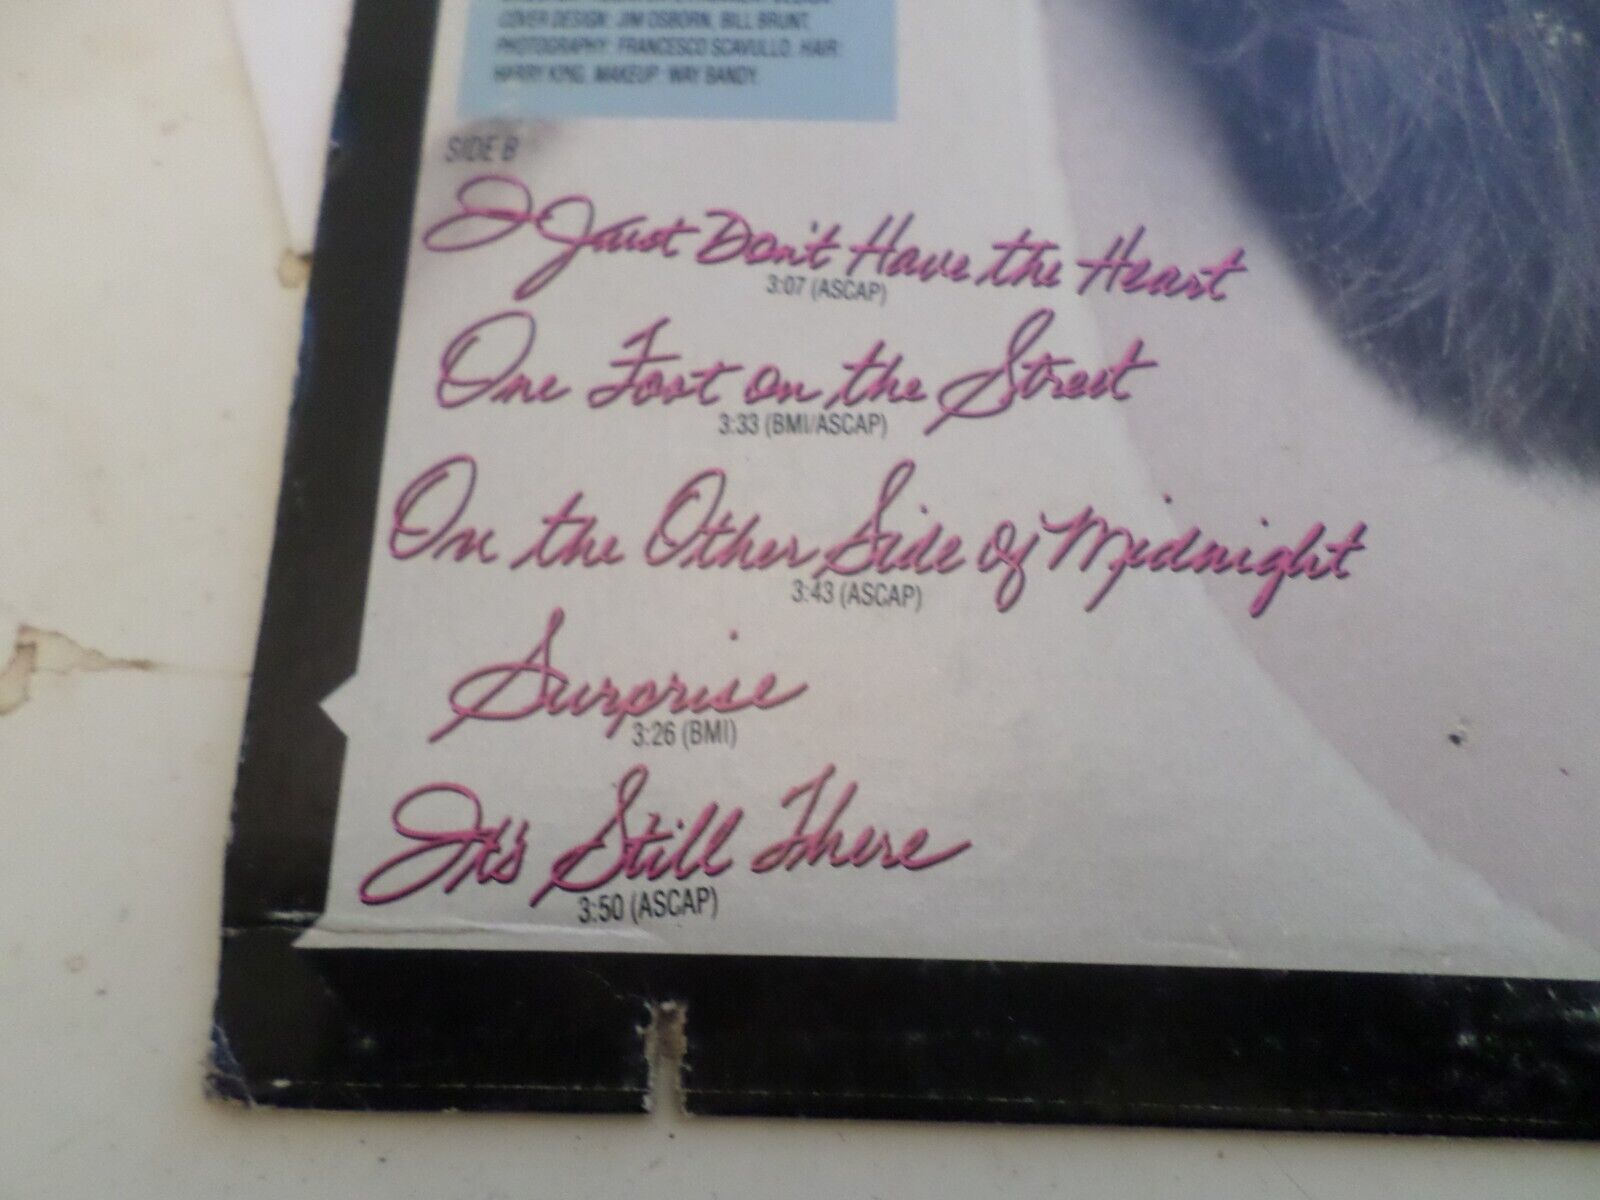 COVER DESIGN: JIM OSBORN, BILL BRUNT,
PHOTOGRAPHY: FRANCESCO SCAVULLO. HAIR:
HARRY KING, MAKEUP: WAY BANDY.
SIDE B
I Just Don't Have the Heart
3:07 (ASCAP)
One Foot on the Street
3:33 (BMI/ASCAP)
On the Other Side of Midnight
3:43 (ASCAP)
Surprise
3:26 (BMI)
It's Still There
3:50 (ASCAP)